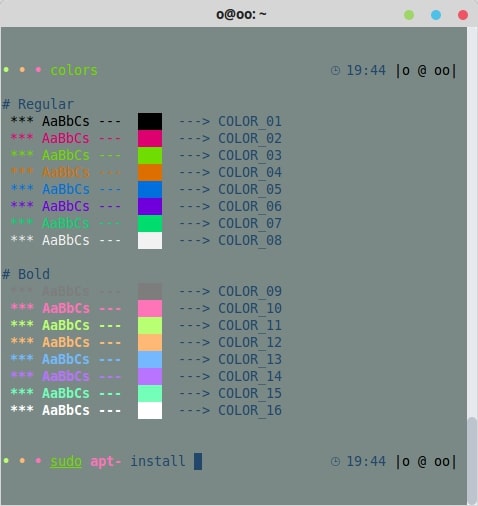 o@oo: ~
• • • colors 19:44 |o @ oo|
# Regular
*** AaBbCs --- ---> COLOR_01
*** AaBbCs --- ---> COLOR_02
*** AaBbCs --- ---> COLOR_03
*** AaBbCs --- ---> COLOR_04
*** AaBbCs --- ---> COLOR_05
*** AaBbCs --- ---> COLOR_06
*** AaBbCs --- ---> COLOR_07
*** AaBbCs --- ---> COLOR_08
# Bold
*** AaBbCs --- ---> COLOR_09
*** AaBbCs --- ---> COLOR_10
*** AaBbCs --- ---> COLOR_11
*** AaBbCs --- ---> COLOR_12
*** AaBbCs --- ---> COLOR_13
*** AaBbCs --- ---> COLOR_14
*** AaBbCs --- ---> COLOR_15
*** AaBbCs --- ---> COLOR_16
• • • sudo apt- install 19:44 |o @ oo|